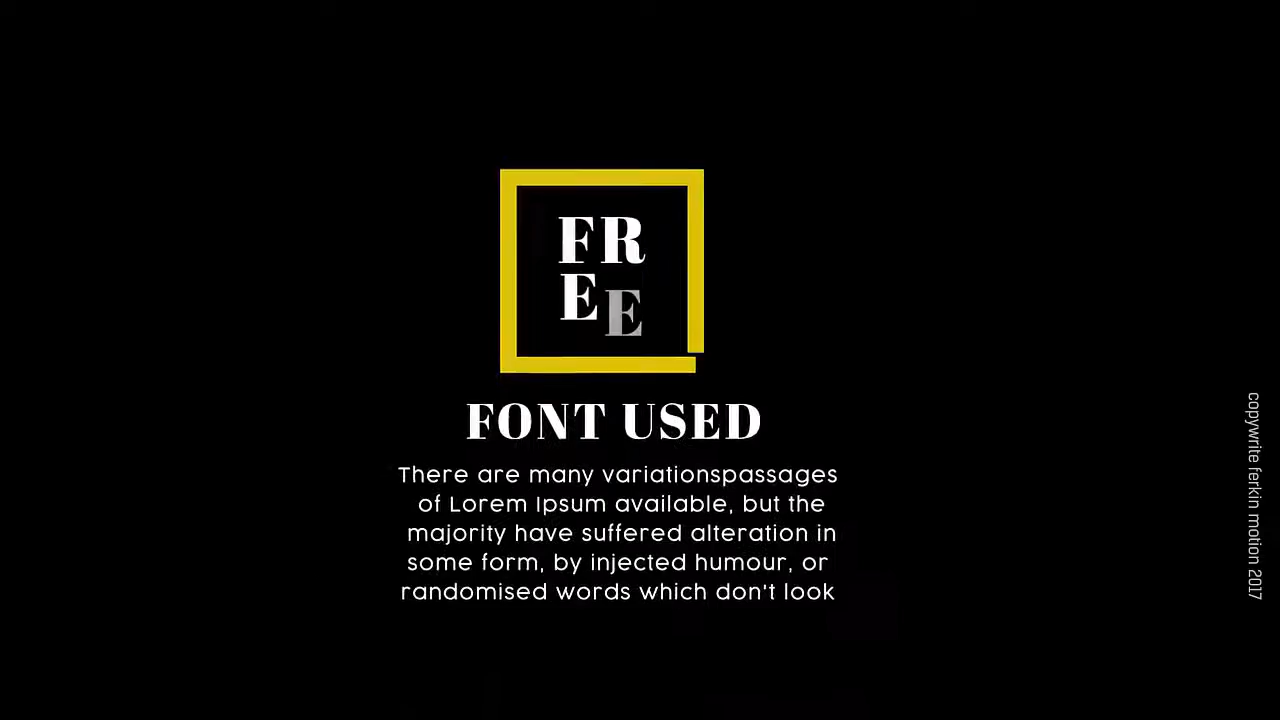 FR
EE
FONT USED
There are many variationspassages
of Lorem Ipsum available, but the
majority have suffered alteration in
some form, by injected humour, or
randomised words which don't look
copywrite ferkin motion 2017